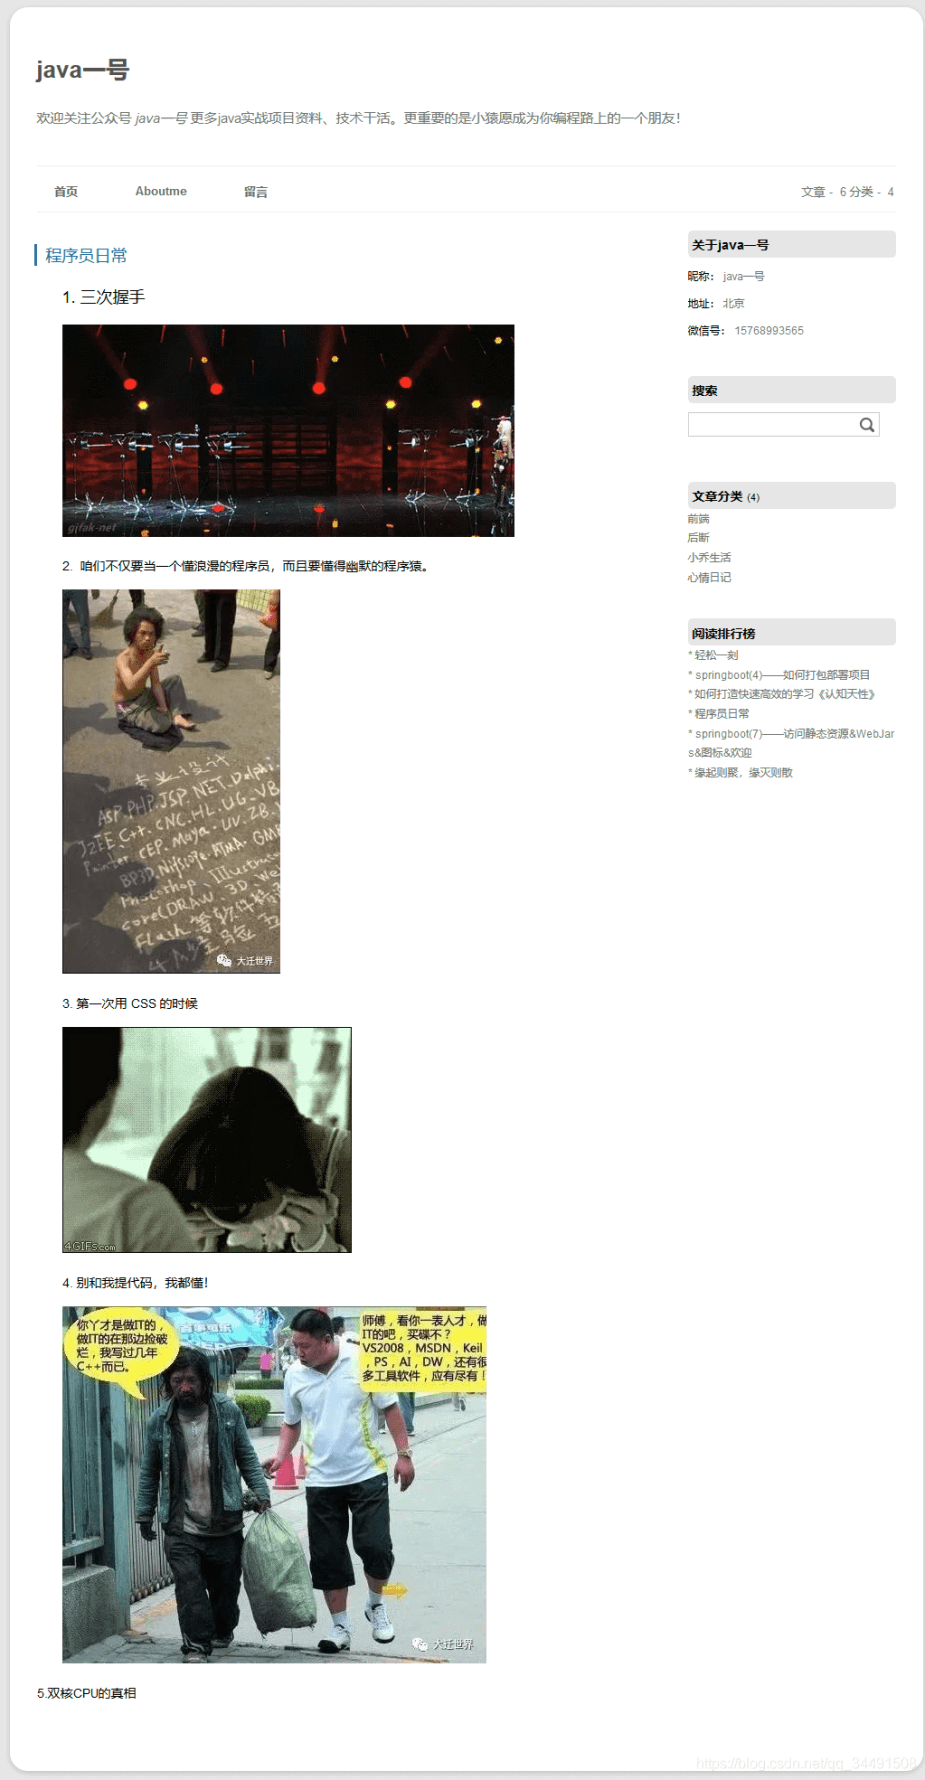 java一号
欢迎关注公众号 java一号 更多java实战项目资料、技术干活。更重要的是小猿愿成为你编程路上的一个朋友！
首页 Aboutme 留言 文章 - 6 分类 - 4
程序员日常
1. 三次握手
gifak-net
2. 咱们不仅要当一个懂浪漫的程序员，而且要懂得幽默的程序猿。
专业设计
ASP.PHP.JSP.NET.D
J2EE.C++.CNC.HL.UG-VB
CEP.Maya.UV.ZB.
Photoshop、Illustrat
corelDRAW.3D.We
Flash等软件
大迁世界
3. 第一次用 CSS 的时候
4GIFs.com
4. 别和我提代码，我都懂！
你丫才是做IT的，
做IT的在那边捡破
烂，我写过几年
C++而已。
师傅，看你一表人才，做
IT的吧，买碟不？
VS2008，MSDN，Keil
，PS，AI，DW，还有很
多工具软件，应有尽有！
大迁世界
5.双核CPU的真相
关于java一号
昵称： java一号
地址： 北京
微信号： 15768993565
搜索
文章分类 (4)
前端
后断
小乔生活
心情日记
阅读排行榜
* 轻松一刻
* springboot(4)——如何打包部署项目
* 如何打造快速高效的学习《认知天性》
* 程序员日常
* springboot(7)——访问静态资源&WebJar
s&图标&欢迎
* 缘起则聚，缘灭则散
https://blog.csdn.net/qq_34491508